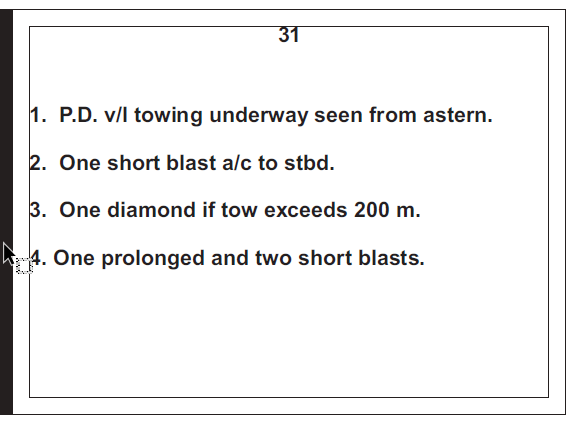 31
1. P.D. v/l towing underway seen from astern.
2. One short blast a/c to stbd.
3. One diamond if tow exceeds 200 m.
4. One prolonged and two short blasts.